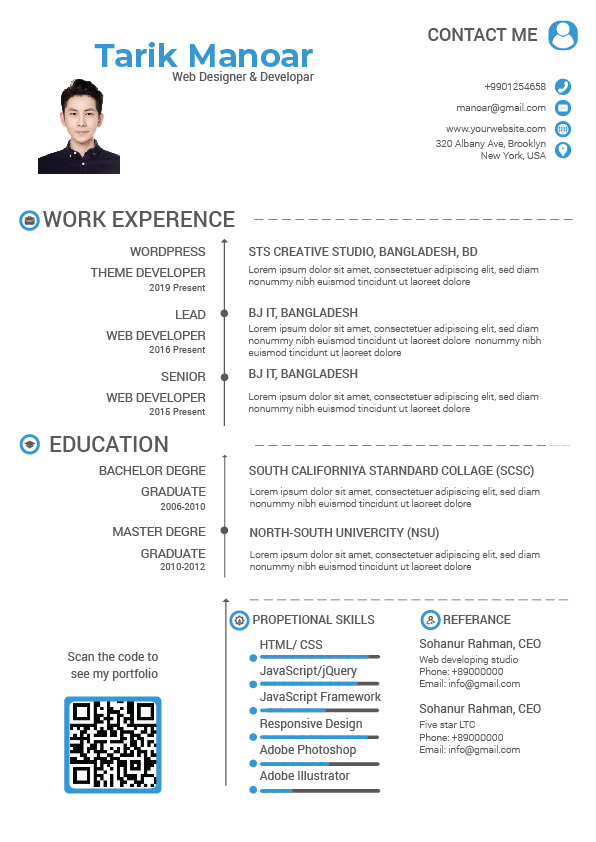 Tarik Manoar
Web Designer & Developar
CONTACT ME
+9901254658
manoar@gmail.com
www.yourwebsite.com
320 Albany Ave, Brooklyn
New York, USA
WORK EXPERENCE
WORDPRESS
THEME DEVELOPER
2019 Present
STS CREATIVE STUDIO, BANGLADESH, BD
Lorem ipsum dolor sit amet, consectetuer adipiscing elit, sed diam
nonummy nibh euismod tincidunt ut laoreet dolore
LEAD
WEB DEVELOPER
2016 Present
BJ IT, BANGLADESH
Lorem ipsum dolor sit amet, consectetuer adipiscing elit, sed diam
nonummy nibh euismod tincidunt ut laoreet dolore nonummy nibh
euismod tincidunt ut laoreet dolore
SENIOR
WEB DEVELOPER
2015 Present
BJ IT, BANGLADESH
Lorem ipsum dolor sit amet, consectetuer adipiscing elit, sed diam
nonummy nibh euismod tincidunt ut laoreet dolore
EDUCATION
BACHELOR DEGRE
GRADUATE
2006-2010
SOUTH CALIFORNIYA STARNDARD COLLAGE (SCSC)
Lorem ipsum dolor sit amet, consectetuer adipiscing elit, sed diam
nonummy nibh euismod tincidunt ut laoreet dolore
MASTER DEGRE
GRADUATE
2010-2012
NORTH-SOUTH UNIVERCITY (NSU)
Lorem ipsum dolor sit amet, consectetuer adipiscing elit, sed diam
nonummy nibh euismod tincidunt ut laoreet dolore
Scan the code to
see my portfolio
PROPETIONAL SKILLS
HTML/ CSS
JavaScript/jQuery
JavaScript Framework
Responsive Design
Adobe Photoshop
Adobe Illustrator
REFERANCE
Sohanur Rahman, CEO
Web developing studio
Phone: +89000000
Email: info@gmail.com
Sohanur Rahman, CEO
Five star LTC
Phone: +89000000
Email: info@gmail.com